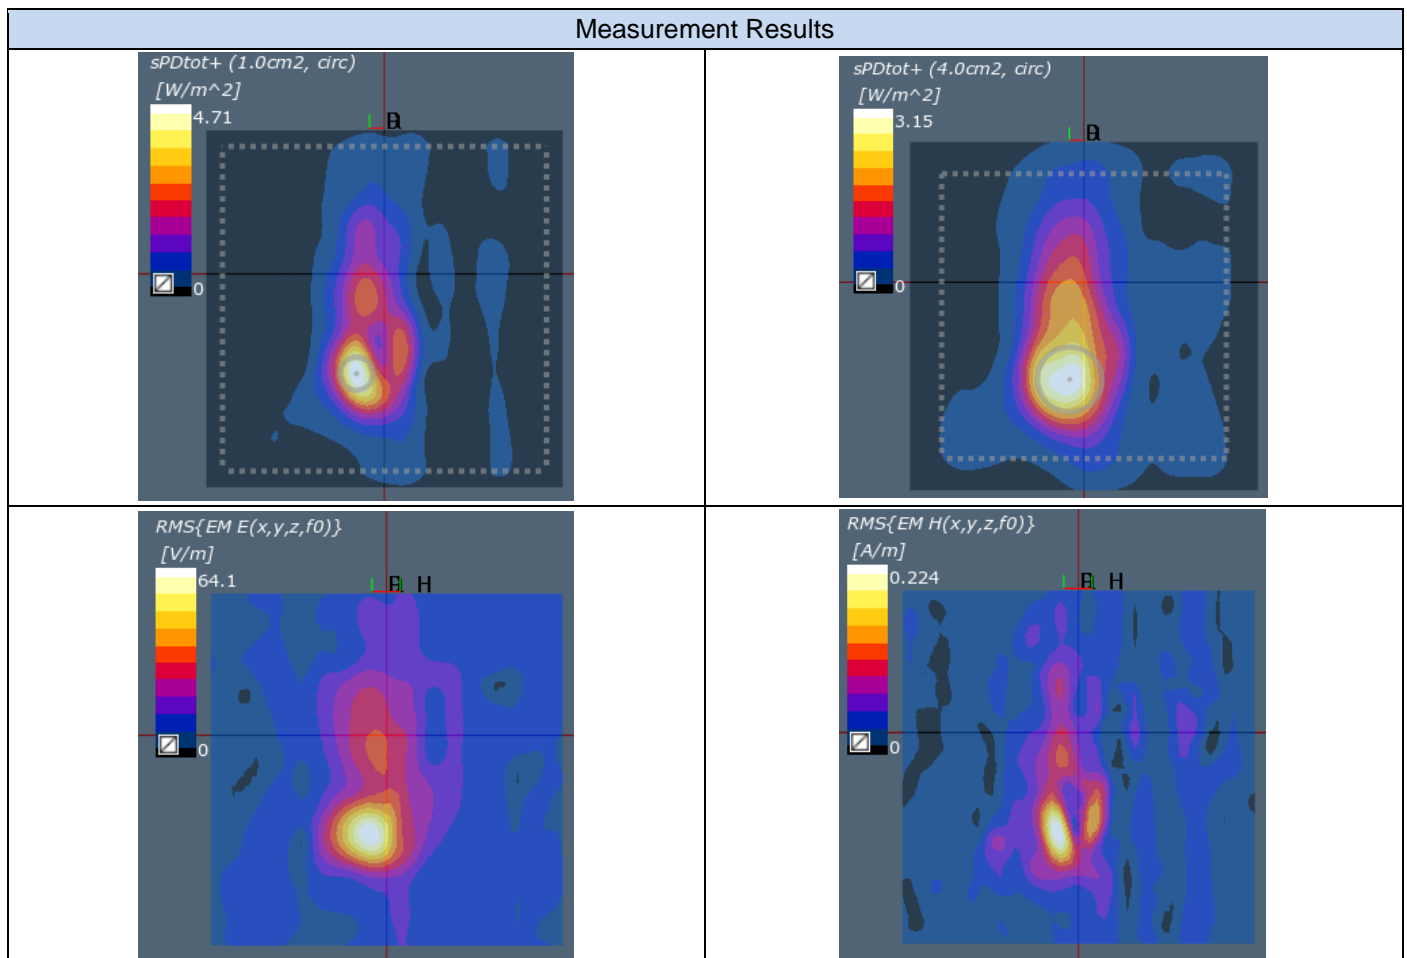 Measurement Results
sPDtot+ (1.0cm2, circ)
[W/m^2]
4.71
0
sPDtot+ (4.0cm2, circ)
[W/m^2]
3.15
0
RMS{EM E(x,y,z,f0)}
[V/m]
64.1
H
0
RMS{EM H(x,y,z,f0)}
[A/m]
0.224
H
0